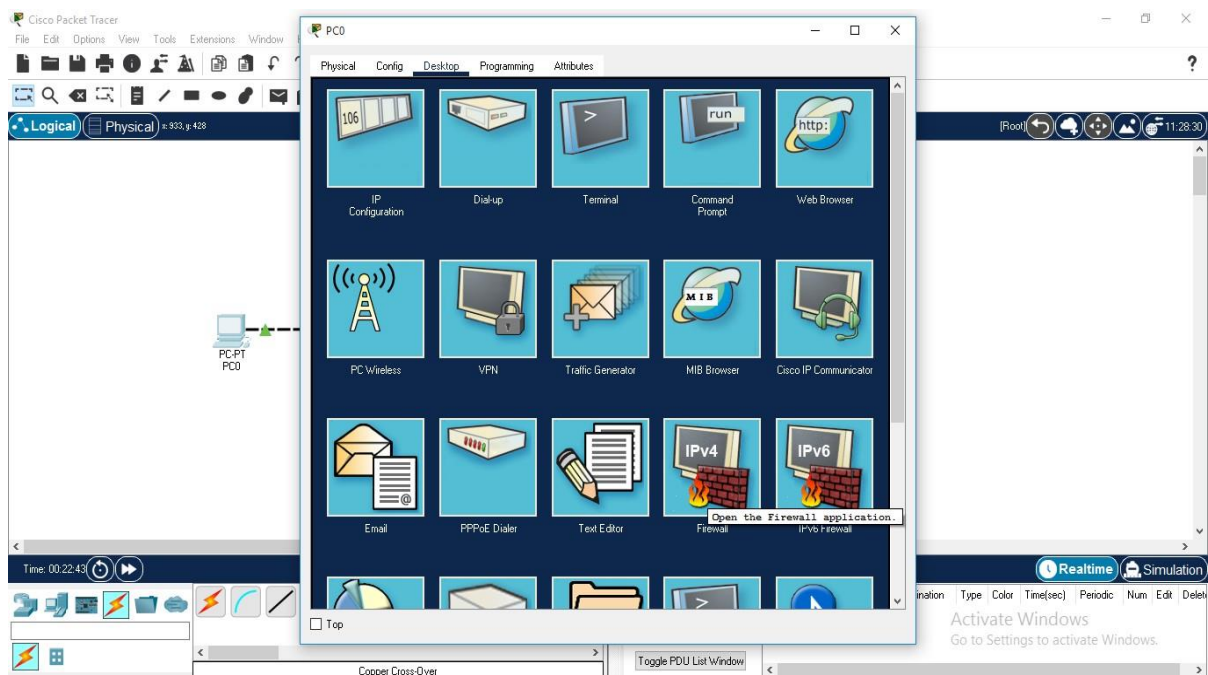 Cisco Packet Tracer
File Edit Options View Tools Extensions Window
PC0
Physical Config Desktop Programming Attributes
Logical Physical x: 933, y: 428
[Root] 11:28:30
106
>
run
http:
IP
Configuration
Dial-up
Terminal
Command
Prompt
Web Browser
MIB
PC Wireless
VPN
Traffic Generator
MIB Browser
Cisco IP Communicator
IPv4
IPv6
@
Open the Firewall application.
Email
PPPoE Dialer
Text Editor
Firewall
IPv6 Firewall
>
PC-PT
PC0
Time: 00:22:43
Realtime Simulation
Top
ination Type Color Time(sec) Periodic Num Edit Delet
Activate Windows
Go to Settings to activate Windows.
Toggle PDU List Window
Copper Cross-Over